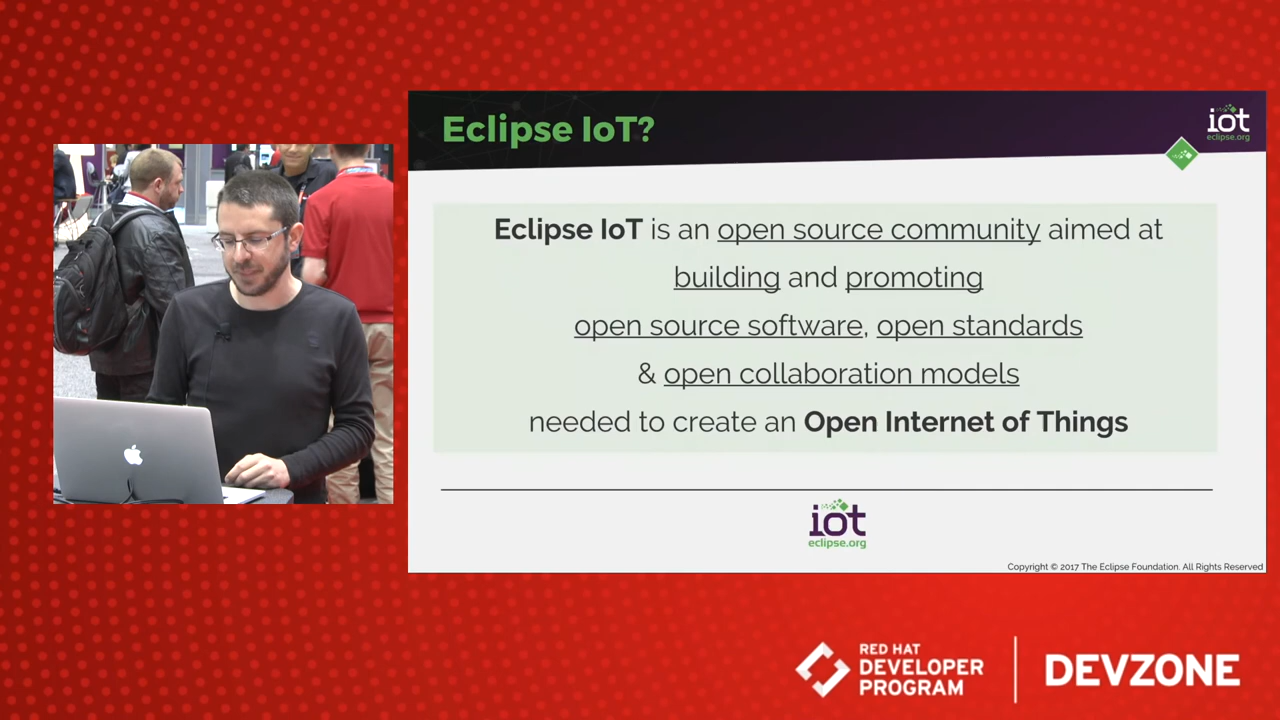 Eclipse IoT?
iot
eclipse.org
Eclipse IoT is an open source community aimed at
building and promoting
open source software, open standards
& open collaboration models
needed to create an Open Internet of Things
iot
eclipse.org
Copyright © 2017 The Eclipse Foundation. All Rights Reserved
RED HAT
DEVELOPER
PROGRAM
DEVZONE